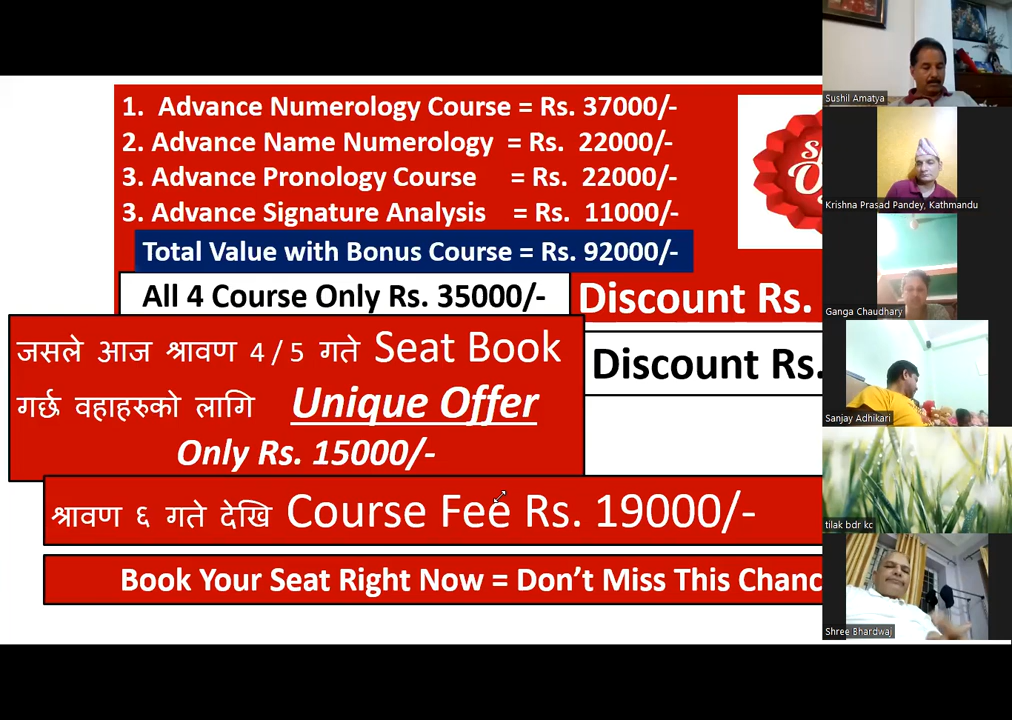 1. Advance Numerology Course = Rs. 37000/-
2. Advance Name Numerology = Rs. 22000/-
3. Advance Pronology Course = Rs. 22000/-
3. Advance Signature Analysis = Rs. 11000/-
Total Value with Bonus Course = Rs. 92000/-
All 4 Course Only Rs. 35000/-
Discount Rs.
जसले आज श्रावण 4 / 5 गते Seat Book
गर्छ वहाहरुको लागि Unique Offer
Only Rs. 15000/-
Discount Rs.
श्रावण ६ गते देखि Course Fee Rs. 19000/-
Book Your Seat Right Now = Don’t Miss This Chanc
Sushil Amatya
Krishna Prasad Pandey, Kathmandu
Ganga Chaudhary
Sanjay Adhikari
tilak bdr kc
Shree Bhardwaj